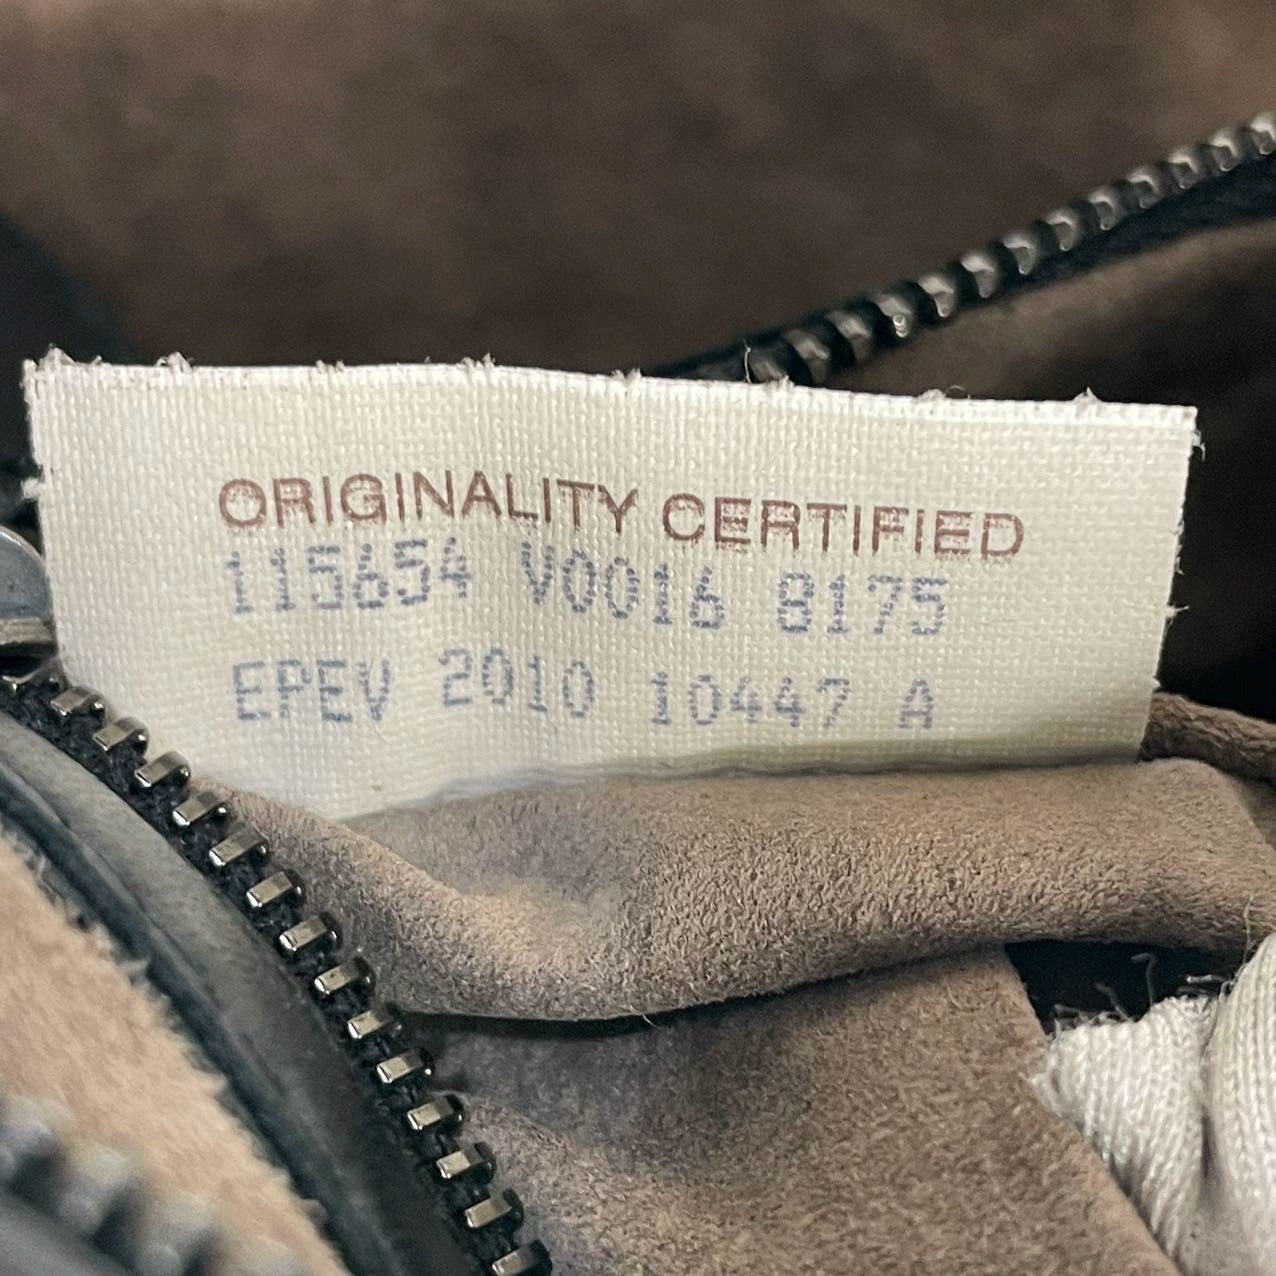 ORIGINALITY CERTIFIED
115654 V0016 8175
EPEV 2010 10447 A